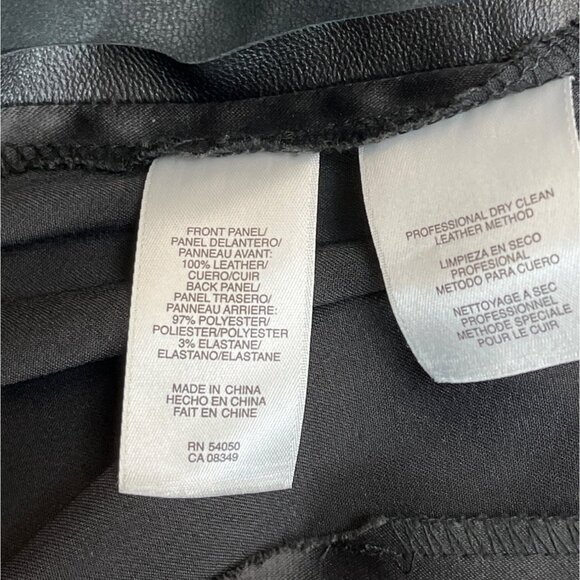 FRONT PANEL/
PANEL DELANTERO/
PANNEAU AVANT:
100% LEATHER/
CUERO/CUIR
BACK PANEL/
PANEL TRASERO/
PANNEAU ARRIERE:
97% POLYESTER/
POLIESTER/POLYESTER
3% ELASTANE/
ELASTANO/ELASTANE
MADE IN CHINA
HECHO EN CHINA
FAIT EN CHINE
RN 54050
CA 08349
PROFESSIONAL DRY CLEAN
LEATHER METHOD
LIMPIEZA EN SECO
PROFESIONAL
METODO PARA CUERO
NETTOYAGE A SEC
PROFESSIONNEL
METHODE SPECIALE
POUR LE CUIR